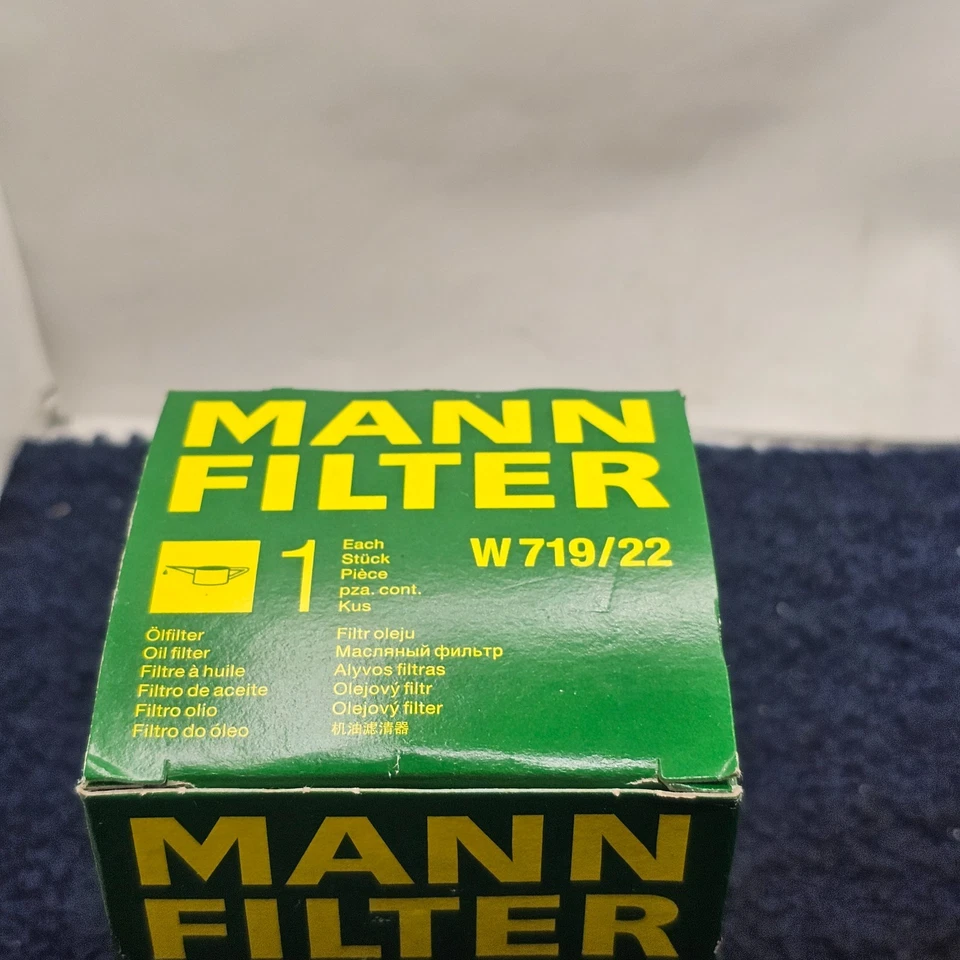 MANN
FILTER
1
Each
Stück
Pièce
pza. cont.
Kus
W 719/22
Ölfilter
Oil filter
Filtre à huile
Filtro de aceite
Filtro olio
Filtro do óleo
Filtr oleju
Масляный фильтр
Alyvos filtras
Olejový filtr
Olejový filter
机油滤清器
MANN
FILTER